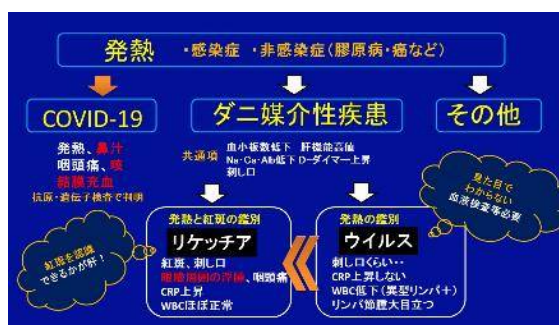 発熱 ・感染症 ・非感染症(膠原病・癌など)
COVID-19
発熱、鼻汁
咽頭痛、咳
結膜充血
抗原・遺伝子検査で判明
ダニ媒介性疾患
共通項
血小板数低下 肝機能高値
Na・Ca・Alb低下 D-ダイマー上昇
刺し口
その他
見た目で
わからない
血液検査等必要
紅斑を認識
できるかが肝!
発熱と紅斑の鑑別
リケッチア
紅斑、刺し口
の浮腫、咽頭痛
CRP上昇
WBCほぼ正常
発熱の鑑別
ウイルス
刺し口くらい・・
CRP上昇しない
WBC低下(異型リンパ+)
リンパ節腫大目立つ